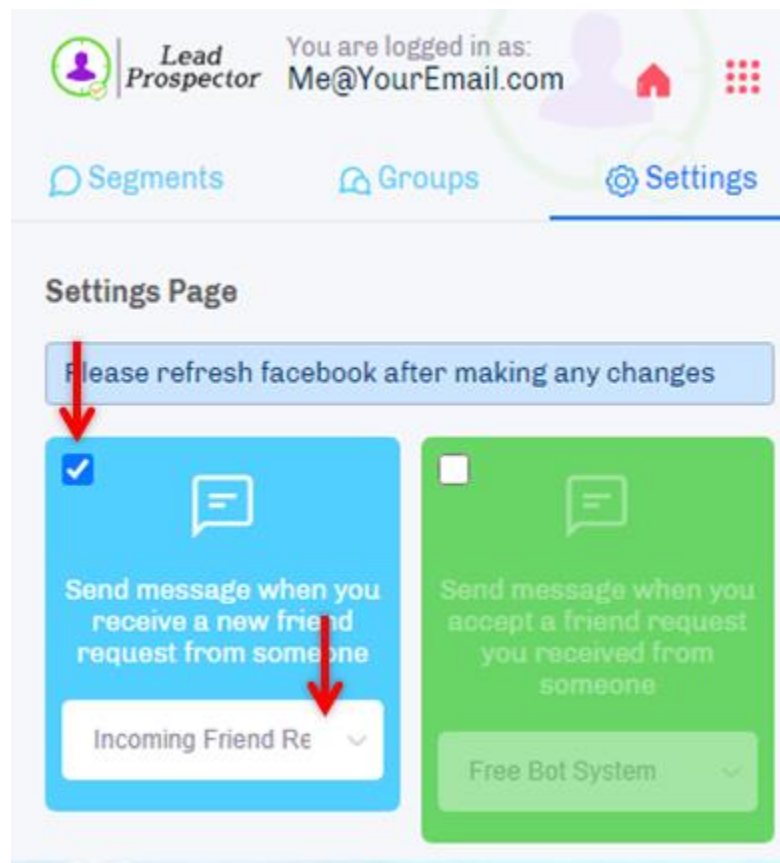 Lead
Prospector
You are logged in as:
Me@YourEmail.com
Segments
Groups
Settings
Settings Page
Please refresh facebook after making any changes
Send message when you
receive a new friend
request from someone
Incoming Friend Re
Send message when you
accept a friend request
you received from
someone
Free Bot System